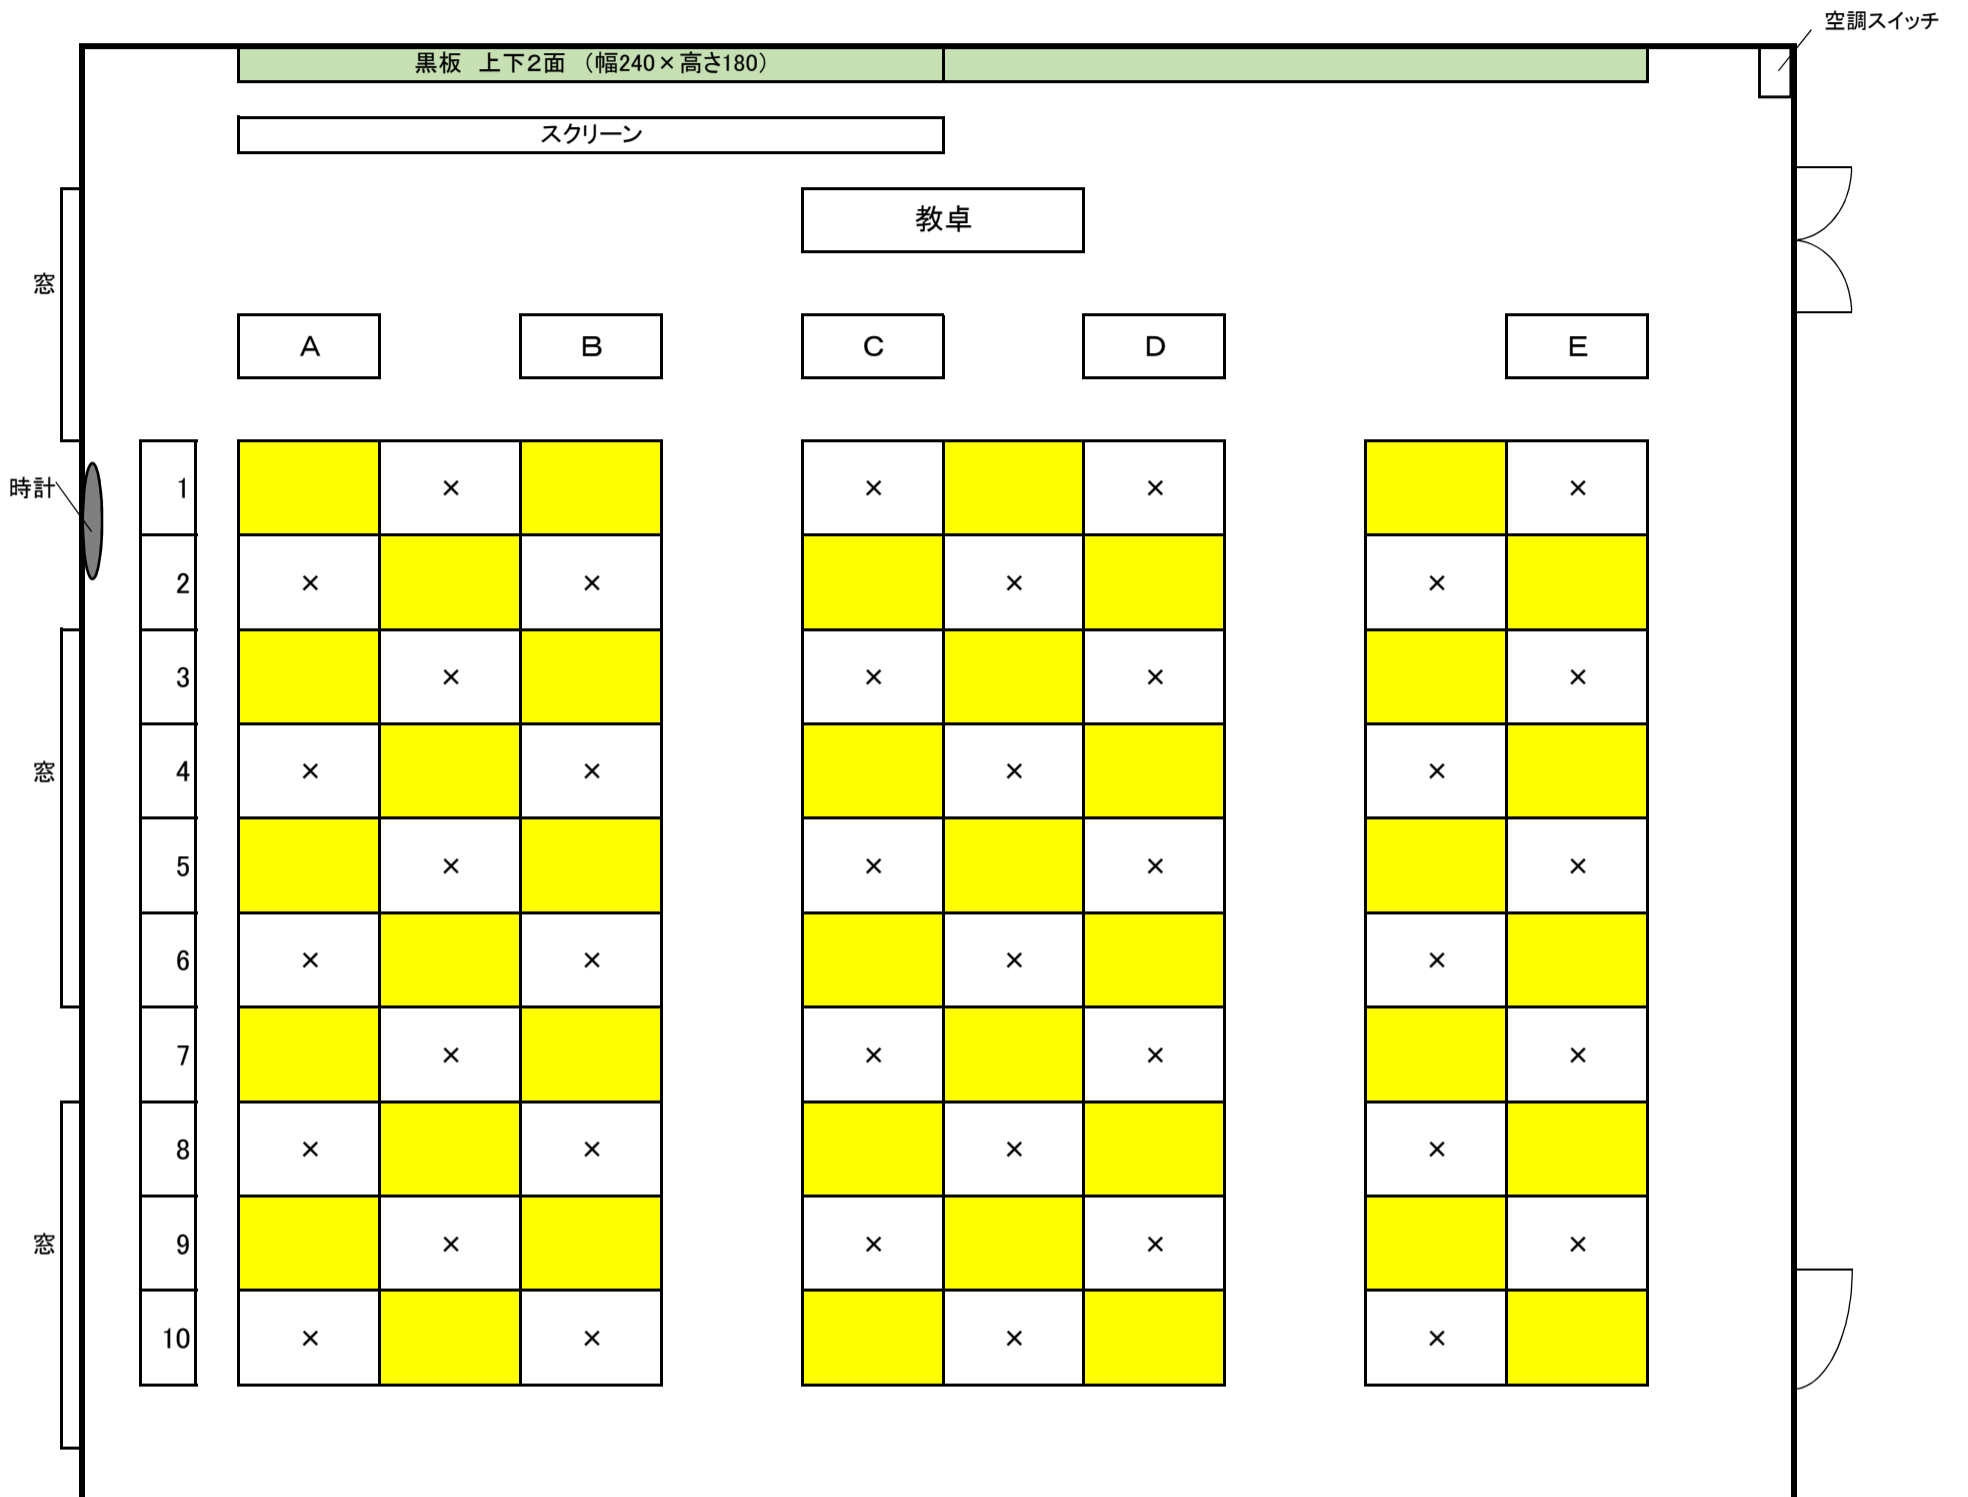 空調スイッチ
黒板　上下２面　（幅240×高さ180）
スクリーン
教卓
窓
A B C D E
時計
1 × × × ×
2 × × × ×
3 × × × ×
窓
4 × × × ×
5 × × × ×
6 × × × ×
7 × × × ×
8 × × × ×
窓
9 × × × ×
10 × × × ×